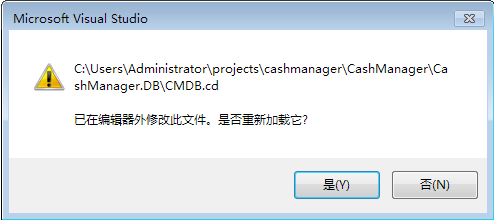 Microsoft Visual Studio
C:\Users\Administrator\projects\cashmanager\CashManager\Ca
shManager.DB\CMDB.cd
已在编辑器外修改此文件。是否重新加载它?
是(Y)
否(N)